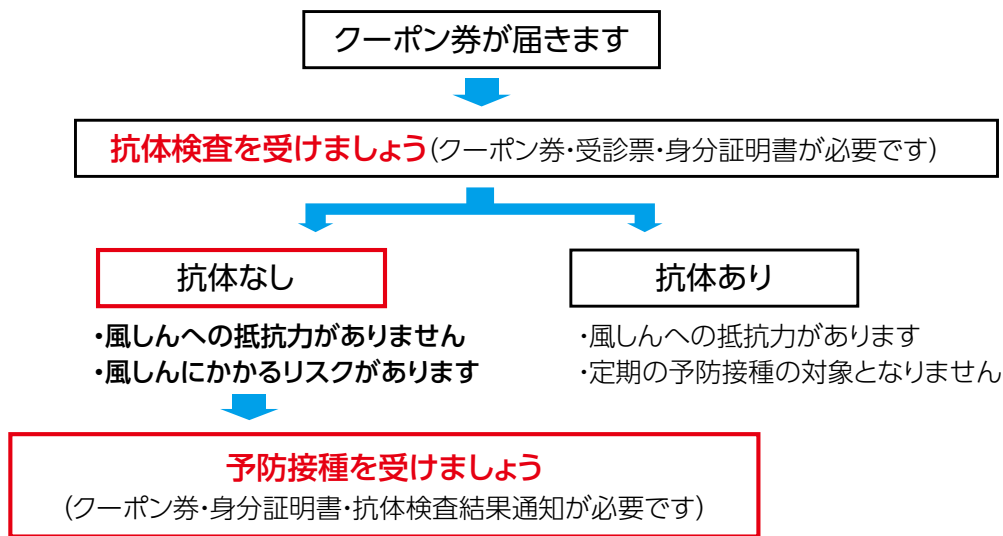 クーポン券が届きます
抗体検査を受けましょう(クーポン券・受診票・身分証明書が必要です)
抗体なし
・風しんへの抵抗力がありません
・風しんにかかるリスクがあります
抗体あり
・風しんへの抵抗力があります
・定期の予防接種の対象となりません
予防接種を受けましょう
(クーポン券・身分証明書・抗体検査結果通知が必要です)